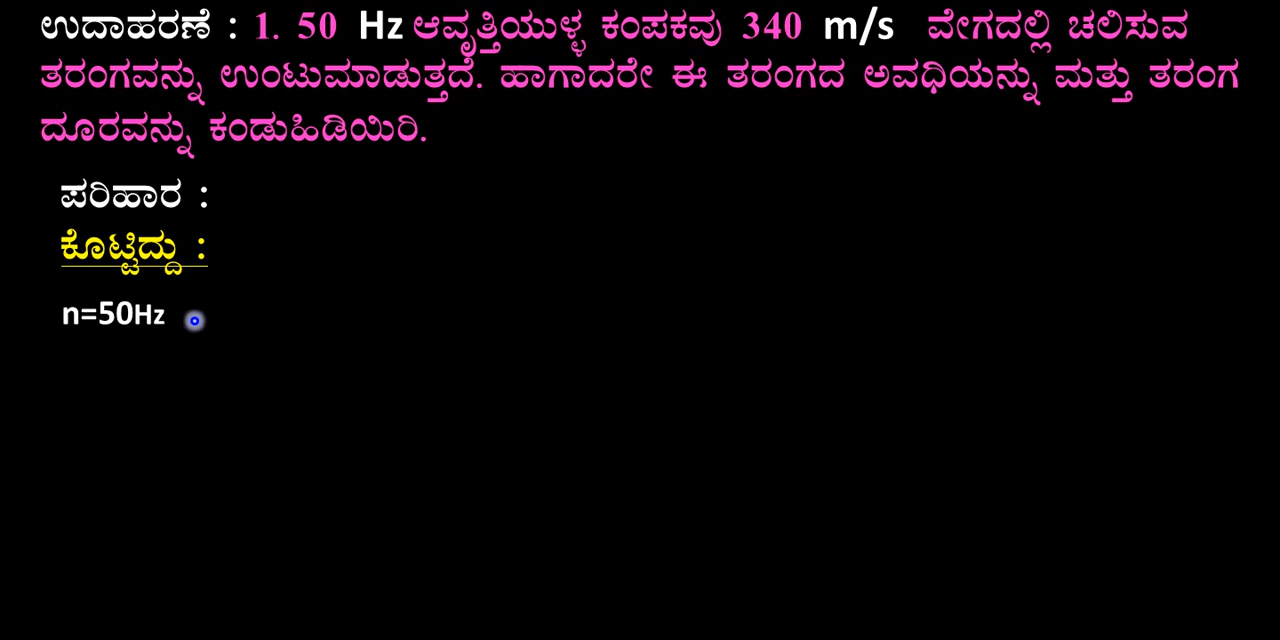 ಉದಾಹರಣೆ : 1. 50 Hz ಆವೃತ್ತಿಯುಳ್ಳ ಕಂಪಕವು 340 m/s ವೇಗದಲ್ಲಿ ಚಲಿಸುವ
ತರಂಗವನ್ನು ಉಂಟುಮಾಡುತ್ತದೆ. ಹಾಗಾದರೇ ಈ ತರಂಗದ ಅವಧಿಯನ್ನು ಮತ್ತು ತರಂಗ
ದೂರವನ್ನು ಕಂಡುಹಿಡಿಯಿರಿ.
ಪರಿಹಾರ :
ಕೊಟ್ಟಿದ್ದು :
n=50Hz